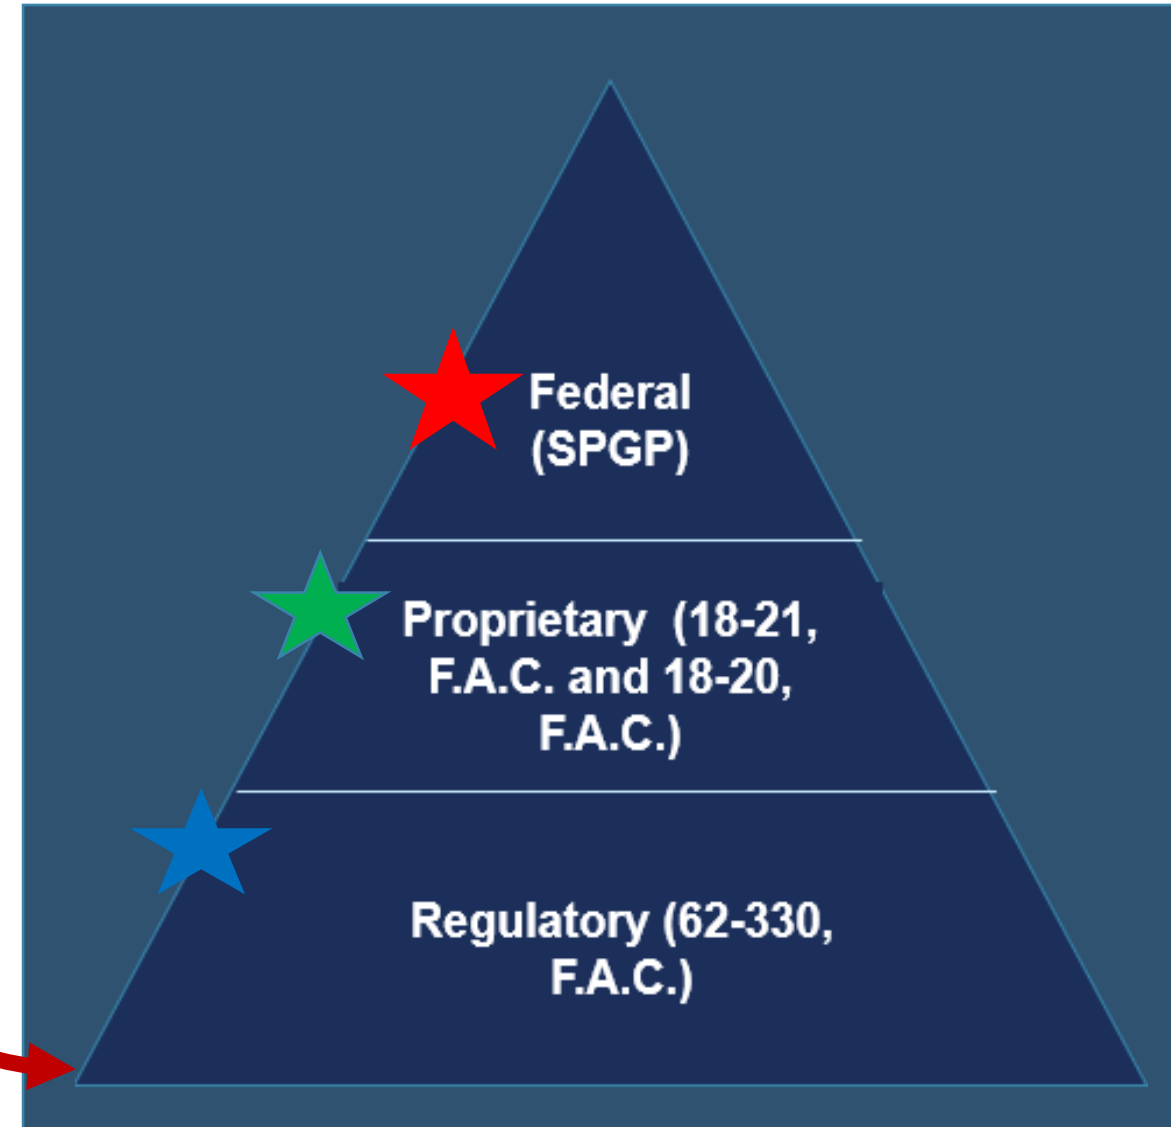 Federal
(SPGP)
Proprietary  (18-21,
F.A.C. and 18-20,
F.A.C.)
Regulatory (62-330,
F.A.C.)